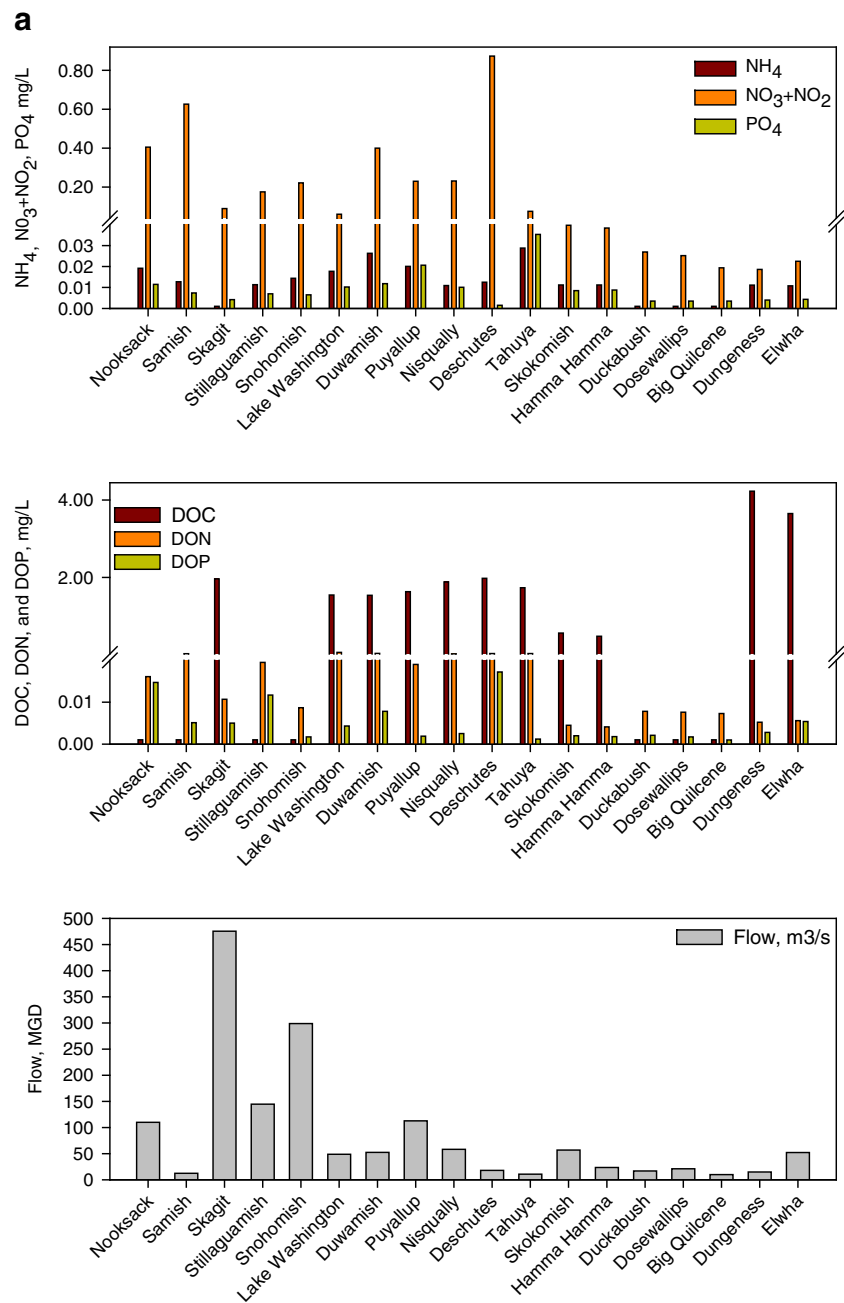 a
NH4, N03+NO2, PO4 mg/L
0.80
0.60
0.40
0.20
0.03
0.02
0.01
0.00
NH4
NO3+NO2
PO4
Nooksack
Samish
Skagit
Stillaguamish
Snohomish
Lake Washington
Duwamish
Puyallup
Nisqually
Deschutes
Tahuya
Skokomish
Hamma Hamma
Duckabush
Dosewallips
Big Quilcene
Dungeness
Elwha
DOC, DON, and DOP, mg/L
4.00
2.00
0.01
0.00
DOC
DON
DOP
Nooksack
Samish
Skagit
Stillaguamish
Snohomish
Lake Washington
Duwamish
Puyallup
Nisqually
Deschutes
Tahuya
Skokomish
Hamma Hamma
Duckabush
Dosewallips
Big Quilcene
Dungeness
Elwha
Flow, MGD
500
450
400
350
300
250
200
150
100
50
0
Flow, m3/s
Nooksack
Samish
Skagit
Stillaguamish
Snohomish
Lake Washington
Duwamish
Puyallup
Nisqually
Deschutes
Tahuya
Skokomish
Hamma Hamma
Duckabush
Dosewallips
Big Quilcene
Dungeness
Elwha